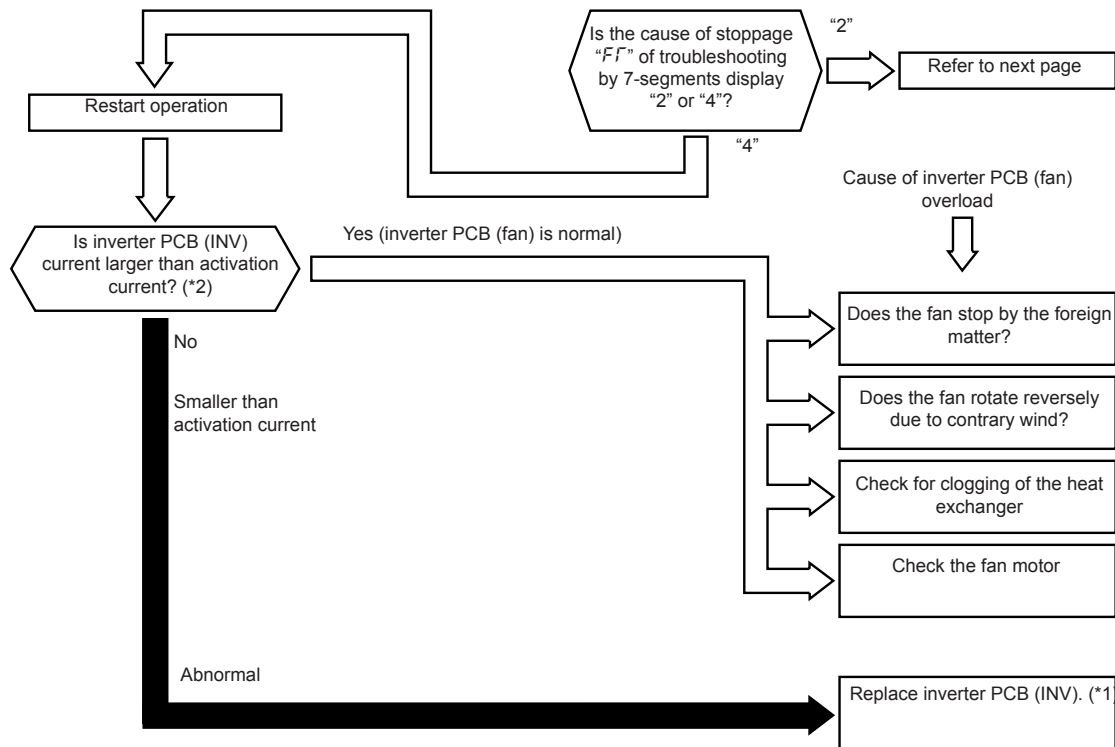 Is the cause of stoppage
“FΓ” of troubleshooting
by 7-segments display
“2” or “4”?
“2”
Refer to next page
“4”
Restart operation
Cause of inverter PCB (fan)
overload
Is inverter PCB (INV)
current larger than activation
current? (*2)
Yes (inverter PCB (fan) is normal)
Does the fan stop by the foreign
matter?
No
Smaller than
activation current
Does the fan rotate reversely
due to contrary wind?
Check for clogging of the heat
exchanger
Check the fan motor
Abnormal
Replace inverter PCB (INV). (*1)